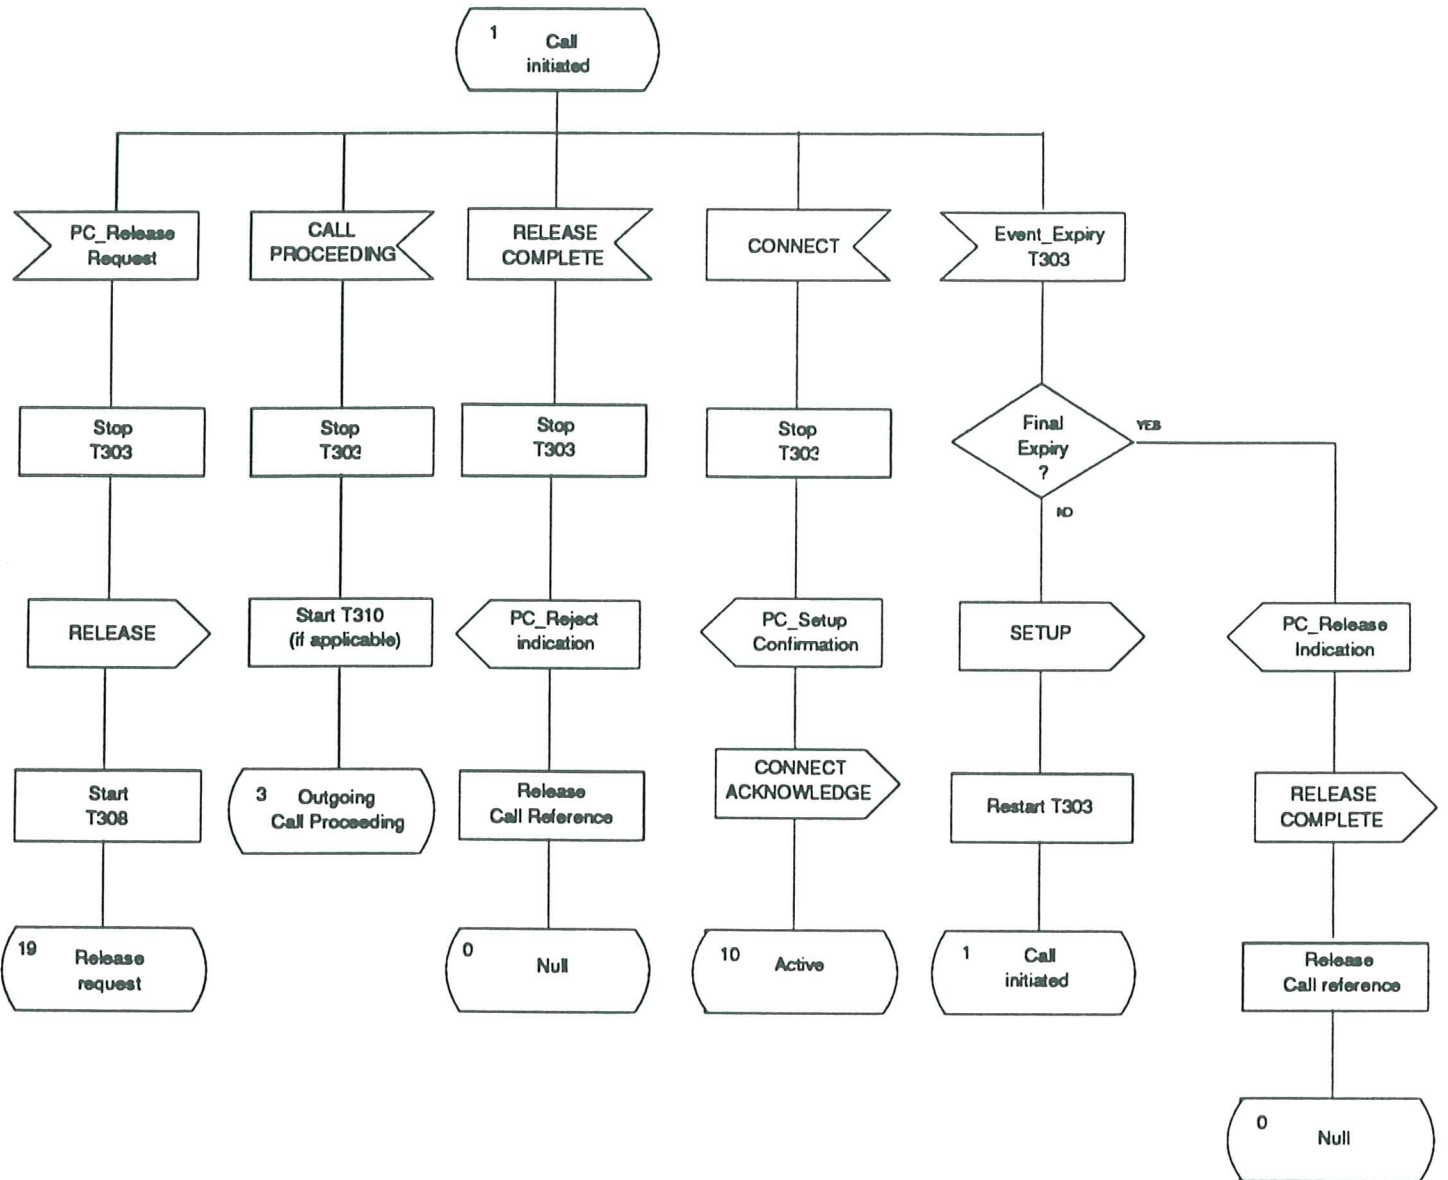 1
Call
initiated
PC_Release
Request
CALL
PROCEEDING
RELEASE
COMPLETE
CONNECT
Event_Expiry
T303
Stop
T303
Stop
T303
Stop
T303
Stop
T303
Final
Expiry
?
YES
NO
RELEASE
Start T310
(if applicable)
PC_Reject
indication
PC_Setup
Confirmation
SETUP
PC_Release
Indication
Start
T308
3
Outgoing
Call Proceeding
Release
Call Reference
CONNECT
ACKNOWLEDGE
Restart T303
RELEASE
COMPLETE
19
Release
request
0
Null
10
Active
1
Call
initiated
Release
Call reference
0
Null